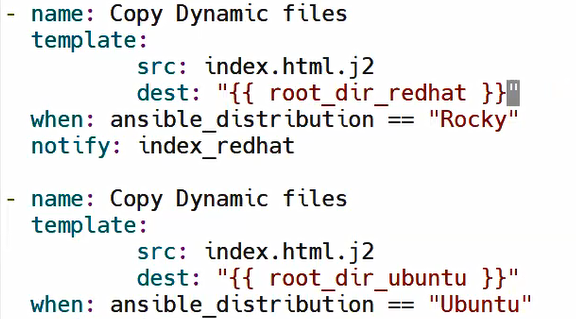 - name: Copy Dynamic files
  template:
          src: index.html.j2
          dest: "{{ root_dir_redhat }}"
  when: ansible_distribution == "Rocky"
  notify: index_redhat

- name: Copy Dynamic files
  template:
          src: index.html.j2
          dest: "{{ root_dir_ubuntu }}"
  when: ansible_distribution == "Ubuntu"